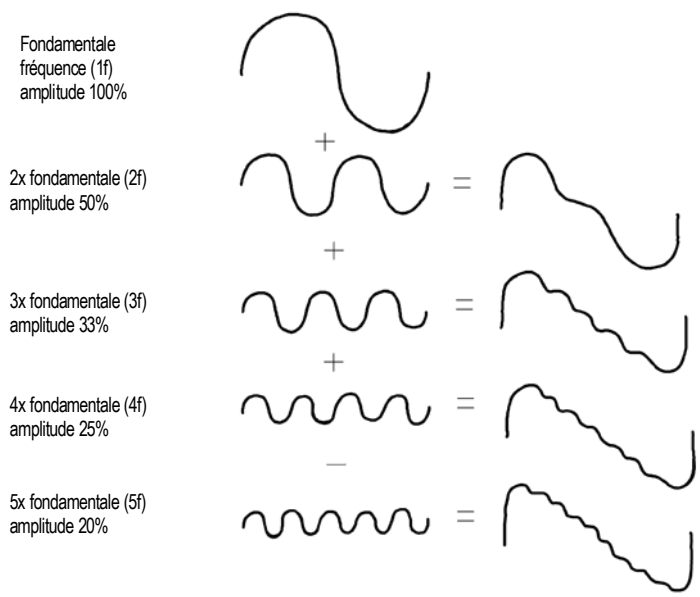 Fondamentale
fréquence (1f)
amplitude 100%
+
2x fondamentale (2f)
amplitude 50%
=
+
3x fondamentale (3f)
amplitude 33%
=
+
4x fondamentale (4f)
amplitude 25%
=
−
5x fondamentale (5f)
amplitude 20%
=